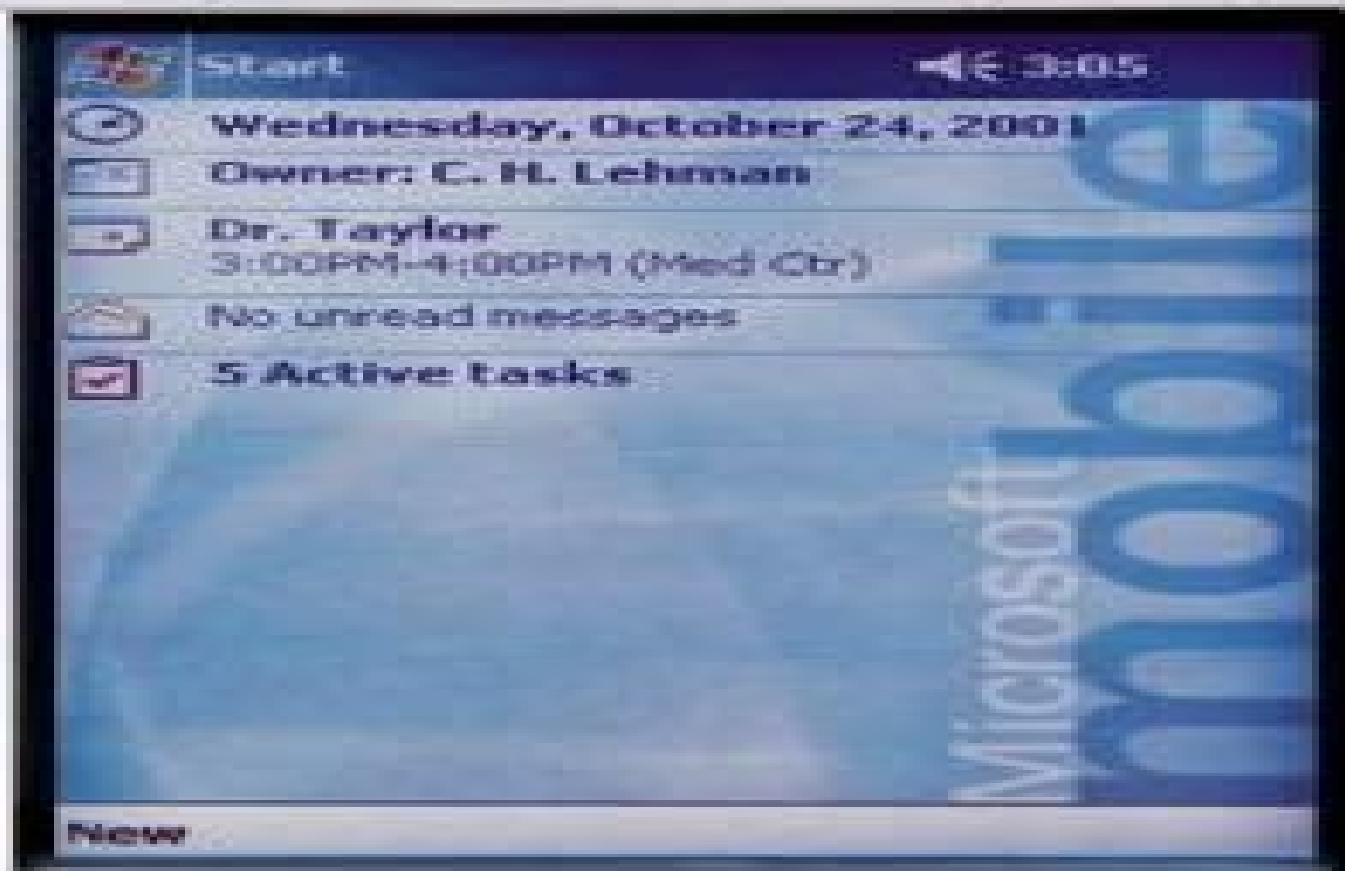 Start 3:05
Wednesday, October 24, 2001
Owner: C. H. Lehman
Dr. Taylor
3:00PM-4:00PM (Med Ctr)
No unread messages
5 Active tasks
Microsoft
mobile
New